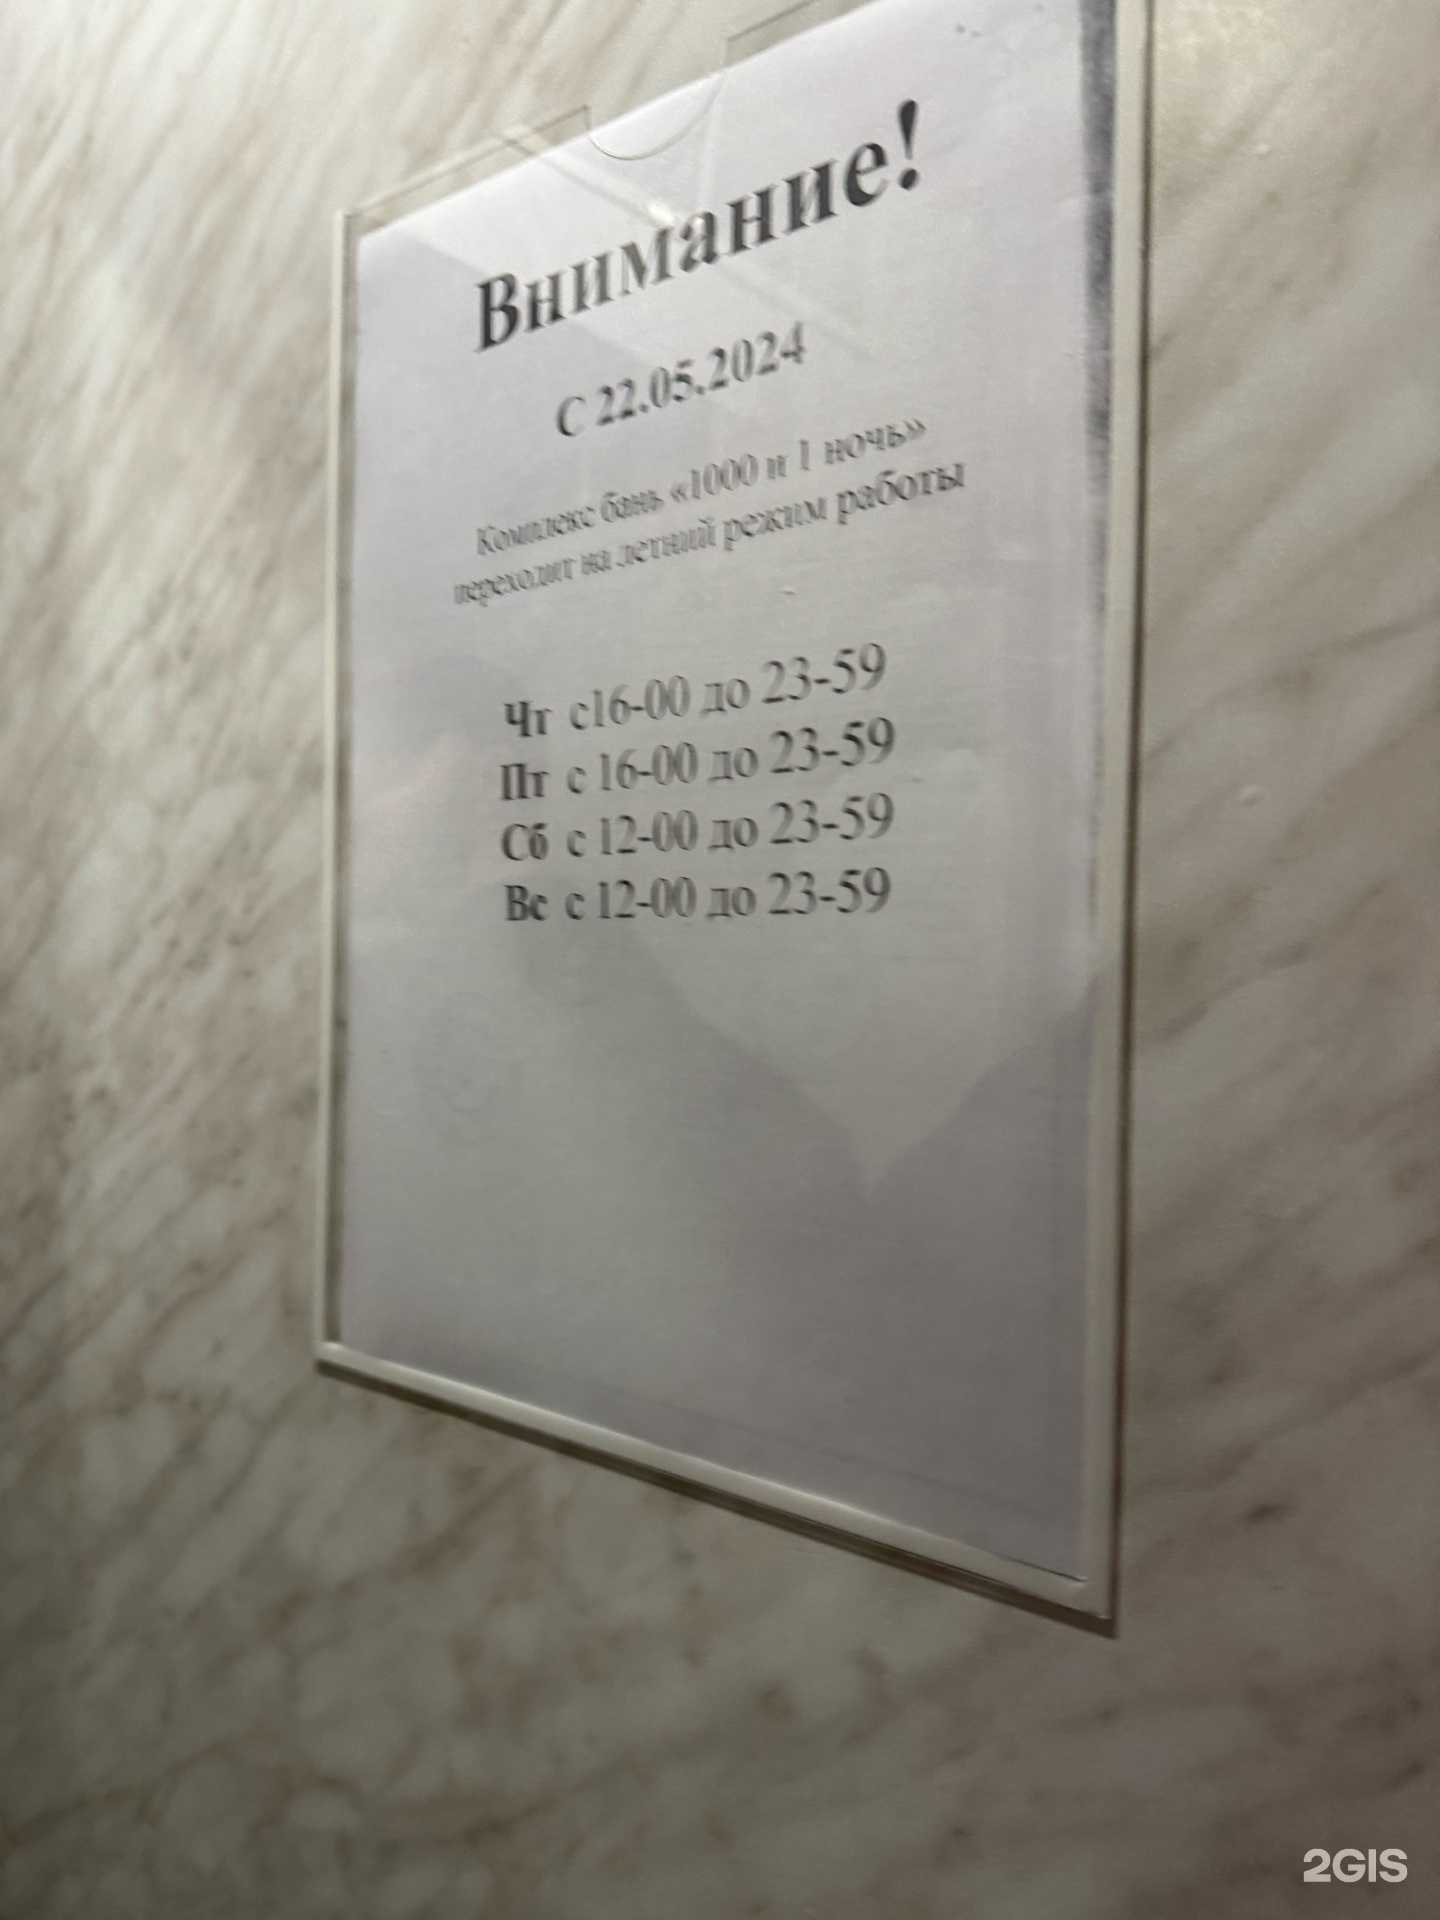 Внимание!
С 22.05.2024
Комплекс бань «1000 и 1 ночь»
переходит на летний режим работы
Чт с16-00 до 23-59
Пт с 16-00 до 23-59
Сб с 12-00 до 23-59
Вс с 12-00 до 23-59
2GIS